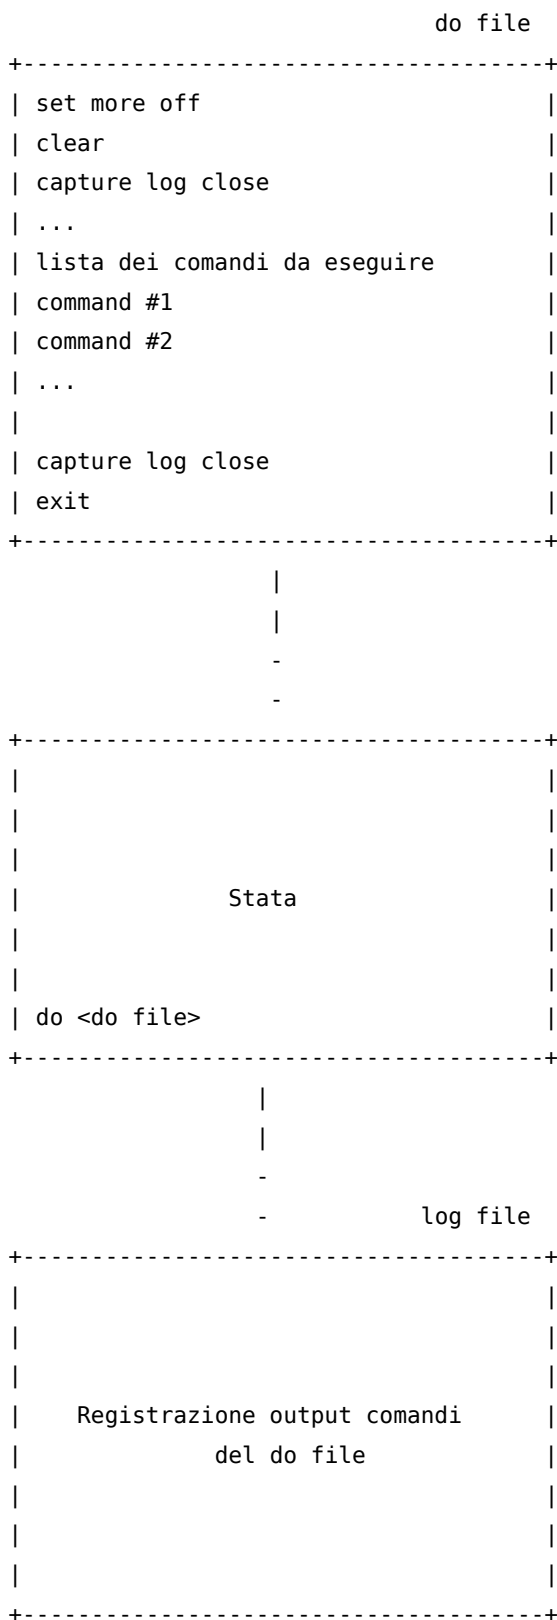 do file
+--------------------------------------+
| set more off |
| clear |
| capture log close |
| ... |
| lista dei comandi da eseguire |
| command #1 |
| command #2 |
| ... |
| |
| capture log close |
| exit |
+--------------------------------------+
|
|
-
-
+--------------------------------------+
| |
| |
| |
| Stata |
| |
| |
| do <do file> |
+--------------------------------------+
|
|
-
- log file
+--------------------------------------+
| |
| |
| |
| Registrazione output comandi |
| del do file |
| |
| |
| |
+--------------------------------------+